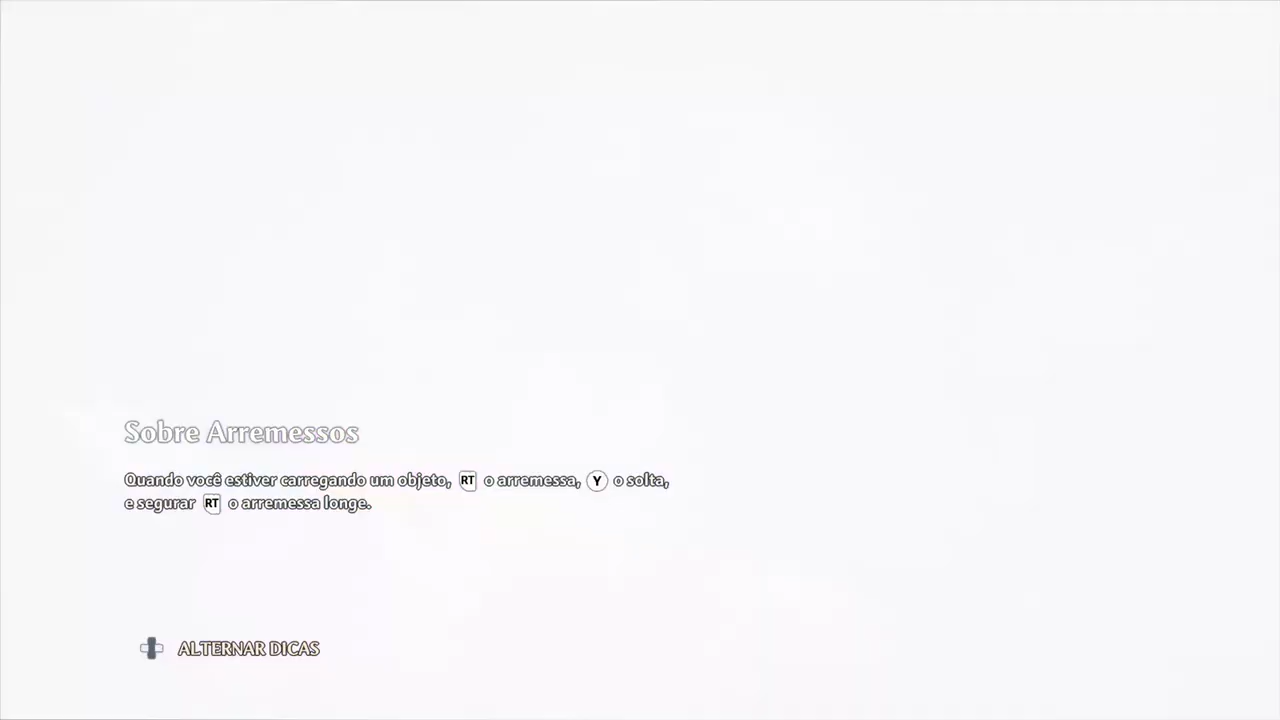 Sobre Arremessos
Quando você estiver carregando um objeto, RT o arremessa, Y o solta,
e segurar RT o arremessa longe.
ALTERNAR DICAS